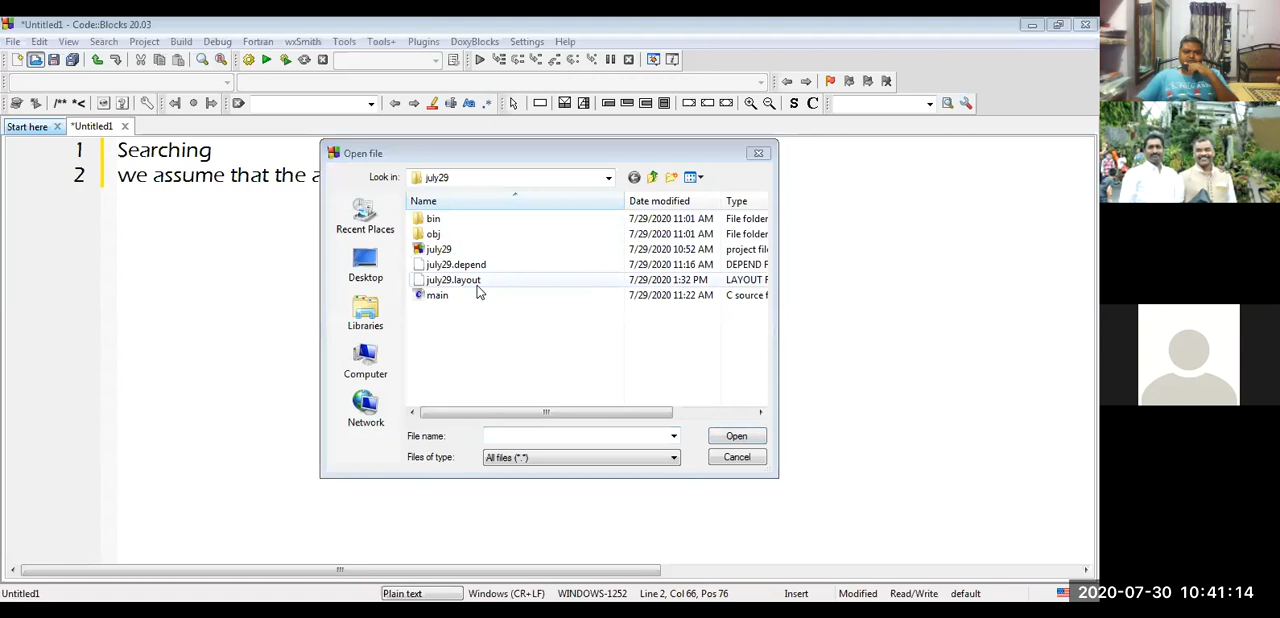 *Untitled1 - Code::Blocks 20.03
File Edit View Search Project Build Debug Fortran wxSmith Tools Tools+ Plugins DoxyBlocks Settings Help
/** *<
S C
Start here *Untitled1
1 Searching
2 we assume that the a
Open file
Look in: july29
Name Date modified Type
Recent Places
Desktop
Libraries
Computer
Network
bin 7/29/2020 11:01 AM File folder
obj 7/29/2020 11:01 AM File folder
july29 7/29/2020 10:52 AM project file
july29.depend 7/29/2020 11:16 AM DEPEND F
july29.layout 7/29/2020 1:32 PM LAYOUT F
main 7/29/2020 11:22 AM C source f
File name: Open
Files of type: All files (*.*) Cancel
Untitled1 Plain text Windows (CR+LF) WINDOWS-1252 Line 2, Col 66, Pos 76 Insert Modified Read/Write default
2020-07-30 10:41:14